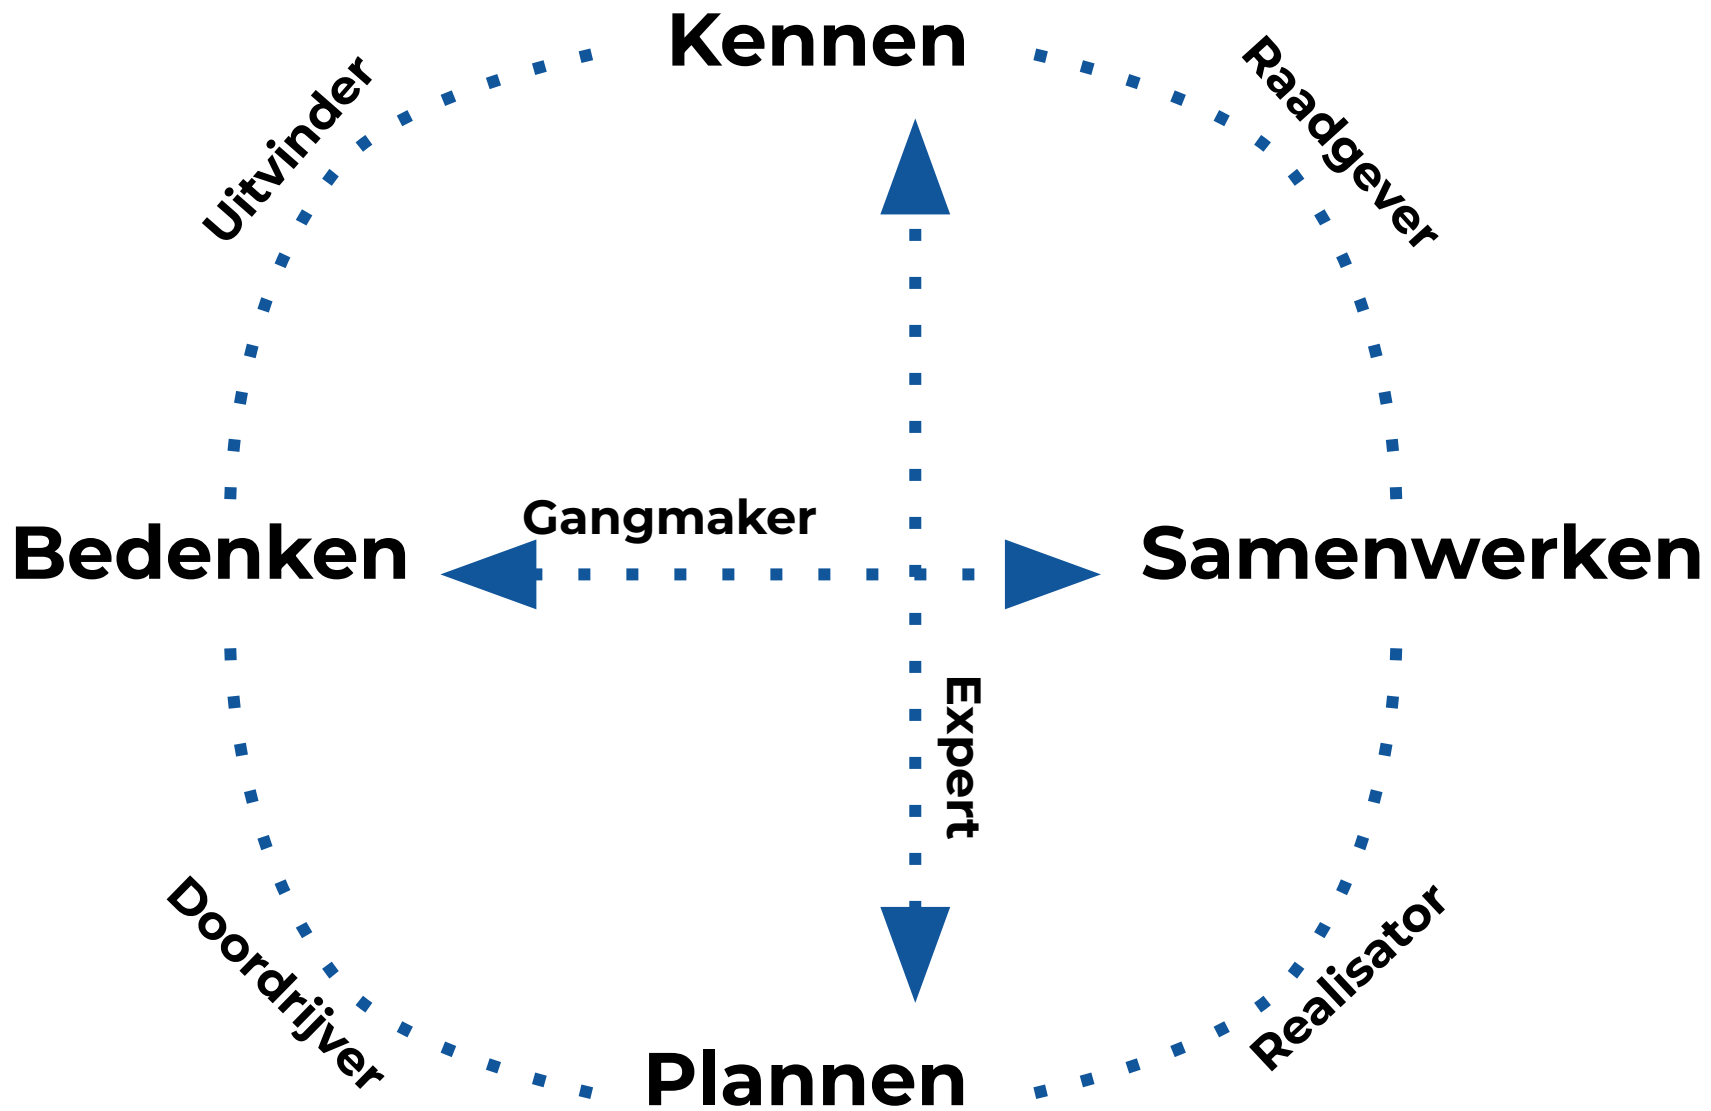 Kennen
Uitvinder
Raadgever
Gangmaker
Bedenken
Samenwerken
Expert
Doordrijver
Realisator
Plannen